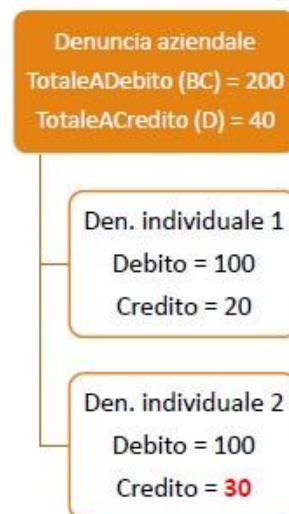 Denuncia aziendale
TotaleADebito (BC) = 200
TotaleACredito (D) = 40
Den. individuale 1
Debito = 100
Credito = 20
Den. individuale 2
Debito = 100
Credito = 30